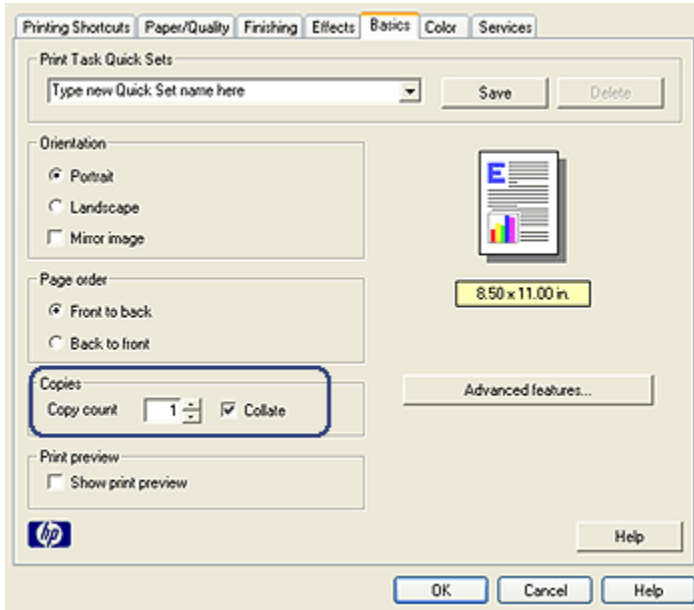 Printing Shortcuts Paper/Quality Finishing Effects Basics Color Services
Print Task Quick Sets
Type new Quick Set name here Save Delete
Orientation
Portrait
Landscape
Mirror image
E
8.50 x 11.00 in.
Page order
Front to back
Back to front
Copies
Copy count 1 Collate
Advanced features...
Print preview
Show print preview
hp
Help
OK Cancel Help